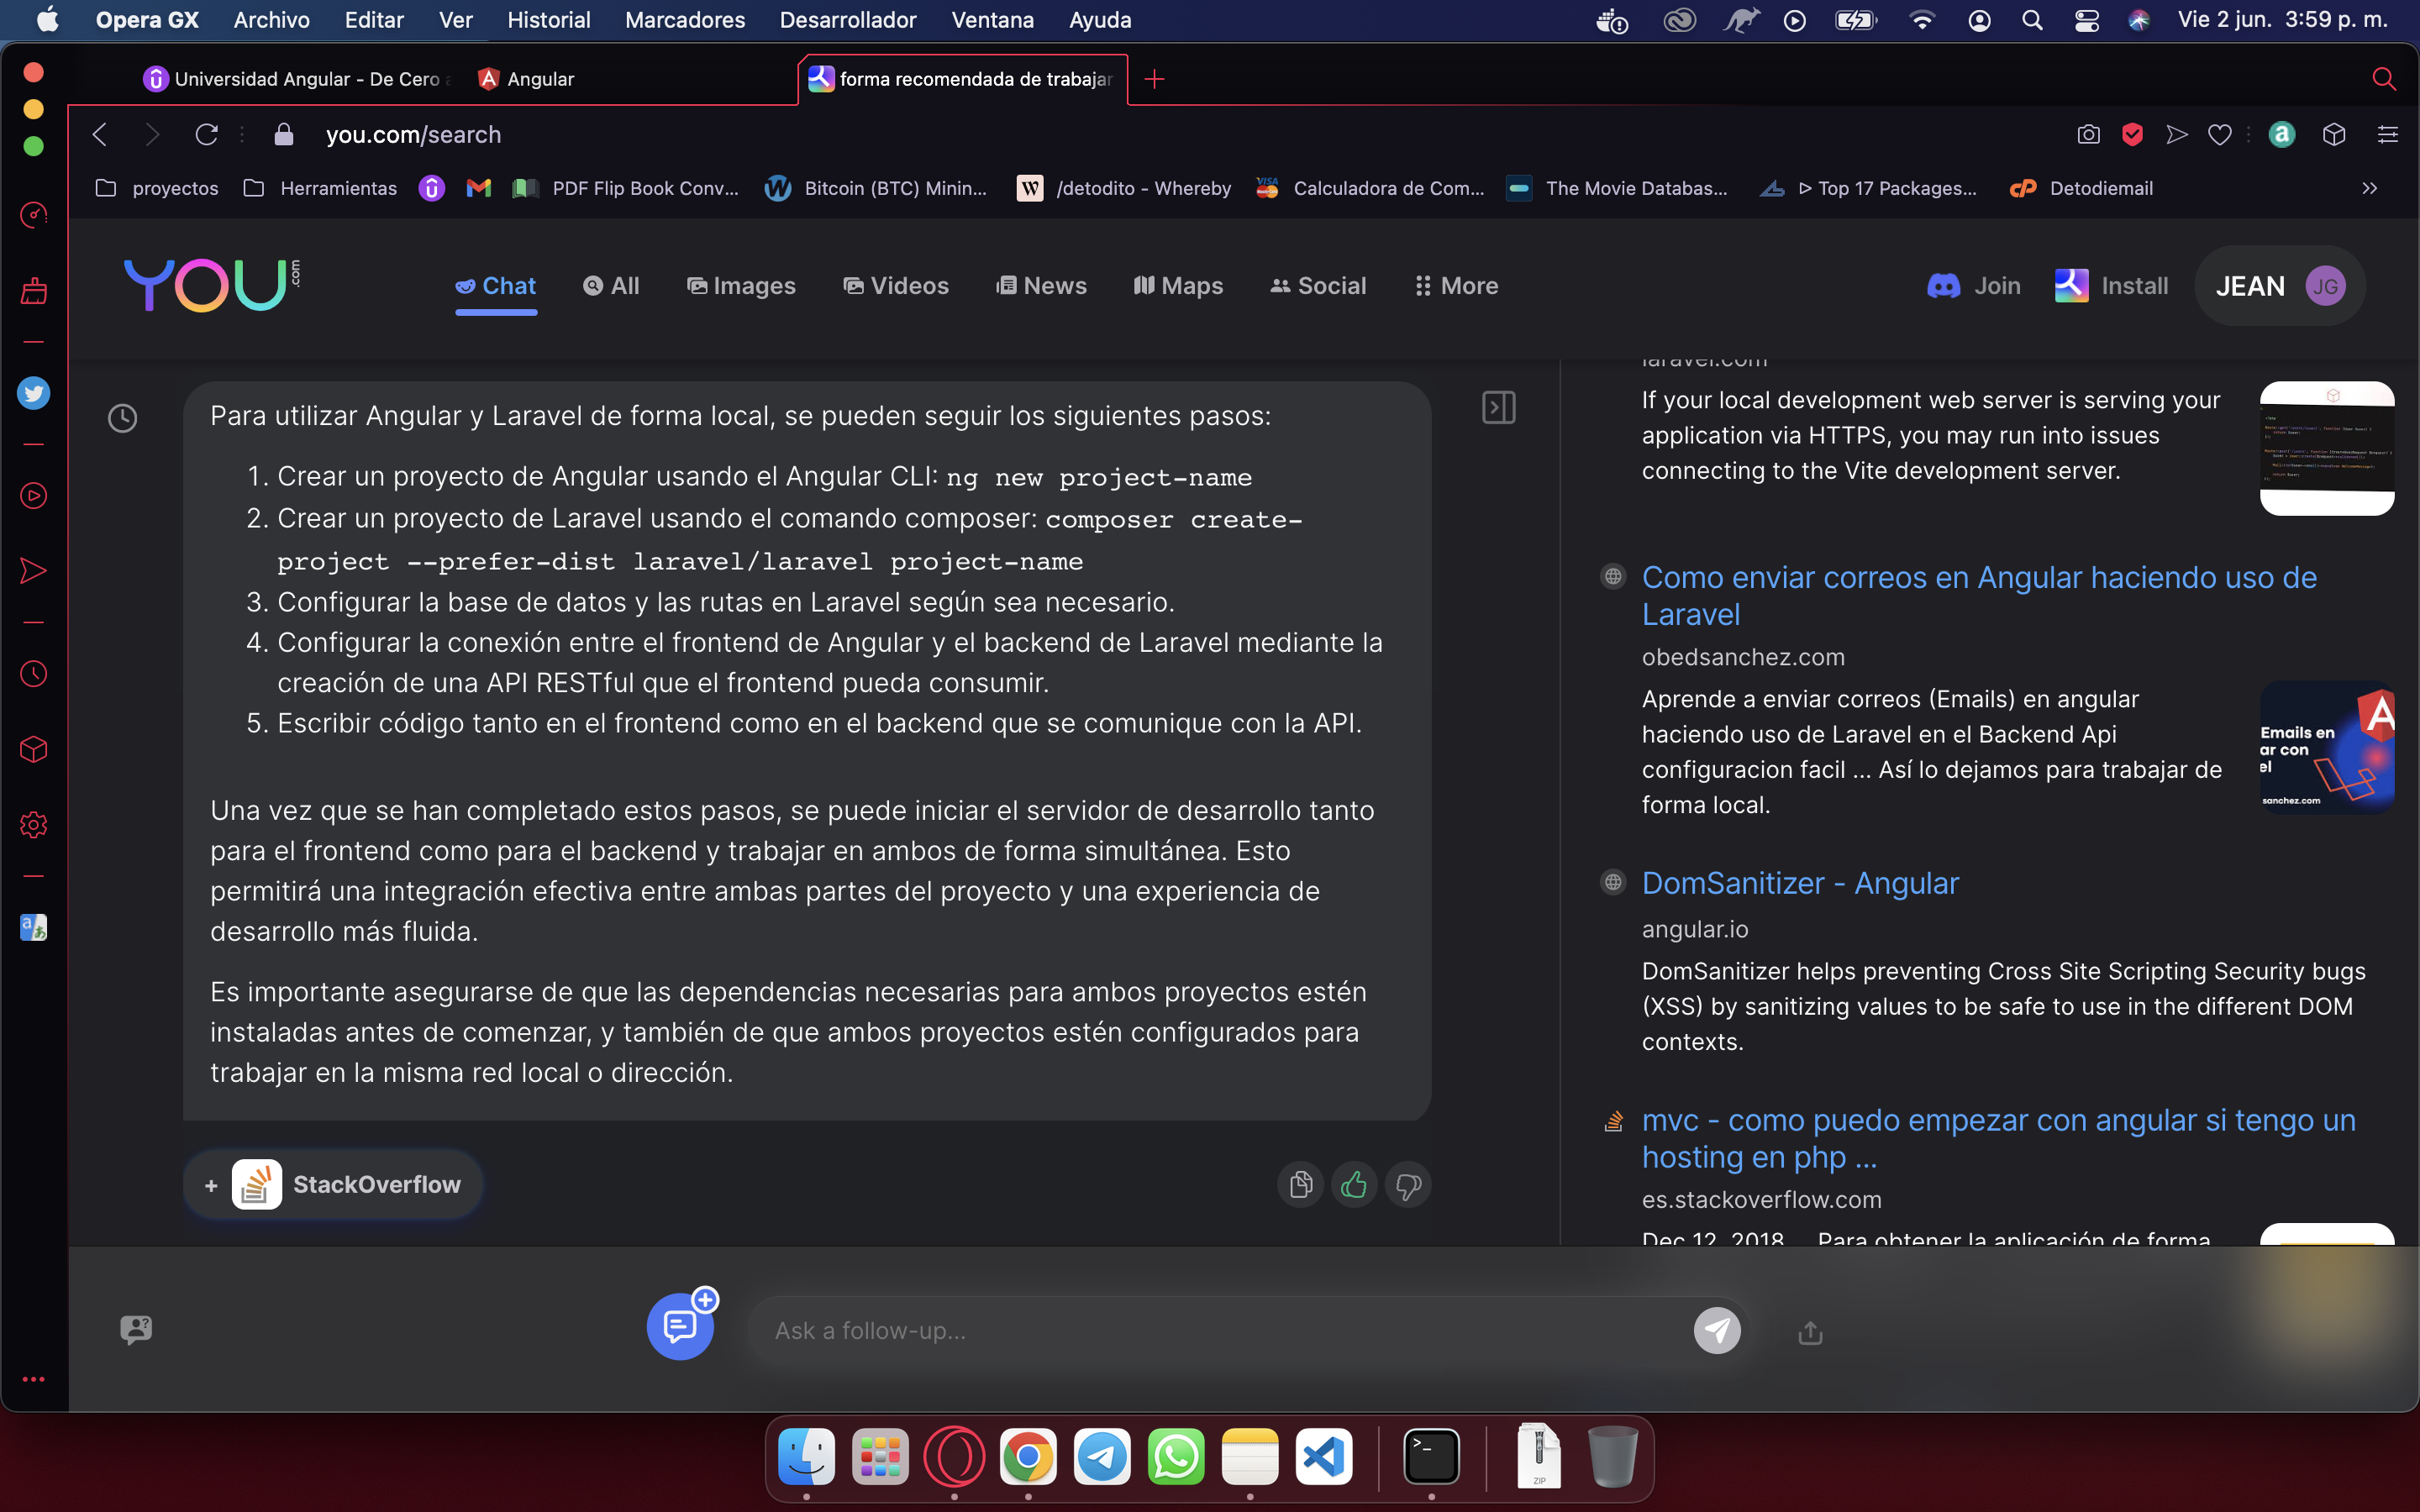 Opera GX Archivo Editar Ver Historial Marcadores Desarrollador Ventana Ayuda Vie 2 jun. 3:59 p. m.
Universidad Angular - De Cero a
Angular
forma recomendada de trabajar
you.com/search
proyectos Herramientas PDF Flip Book Conv... Bitcoin (BTC) Minin... /detodito - Whereby Calculadora de Com... The Movie Databas... ▷ Top 17 Packages... Detodiemail
YOU.com
Chat All Images Videos News Maps Social More
Join Install JEAN JG
Para utilizar Angular y Laravel de forma local, se pueden seguir los siguientes pasos:
1. Crear un proyecto de Angular usando el Angular CLI: ng new project-name
2. Crear un proyecto de Laravel usando el comando composer: composer create-
project --prefer-dist laravel/laravel project-name
3. Configurar la base de datos y las rutas en Laravel según sea necesario.
4. Configurar la conexión entre el frontend de Angular y el backend de Laravel mediante la
creación de una API RESTful que el frontend pueda consumir.
5. Escribir código tanto en el frontend como en el backend que se comunique con la API.
Una vez que se han completado estos pasos, se puede iniciar el servidor de desarrollo tanto
para el frontend como para el backend y trabajar en ambos de forma simultánea. Esto
permitirá una integración efectiva entre ambas partes del proyecto y una experiencia de
desarrollo más fluida.
Es importante asegurarse de que las dependencias necesarias para ambos proyectos estén
instaladas antes de comenzar, y también de que ambos proyectos estén configurados para
trabajar en la misma red local o dirección.
+ StackOverflow
laravel.com
If your local development web server is serving your
application via HTTPS, you may run into issues
connecting to the Vite development server.
Como enviar correos en Angular haciendo uso de
Laravel
obedsanchez.com
Aprende a enviar correos (Emails) en angular
haciendo uso de Laravel en el Backend Api
configuracion facil ... Así lo dejamos para trabajar de
forma local.
Emails en
ar con
el
sanchez.com
DomSanitizer - Angular
angular.io
DomSanitizer helps preventing Cross Site Scripting Security bugs
(XSS) by sanitizing values to be safe to use in the different DOM
contexts.
mvc - como puedo empezar con angular si tengo un
hosting en php ...
es.stackoverflow.com
Dec 12, 2018 ... Para obtener la aplicación de forma
Ask a follow-up...
ZIP